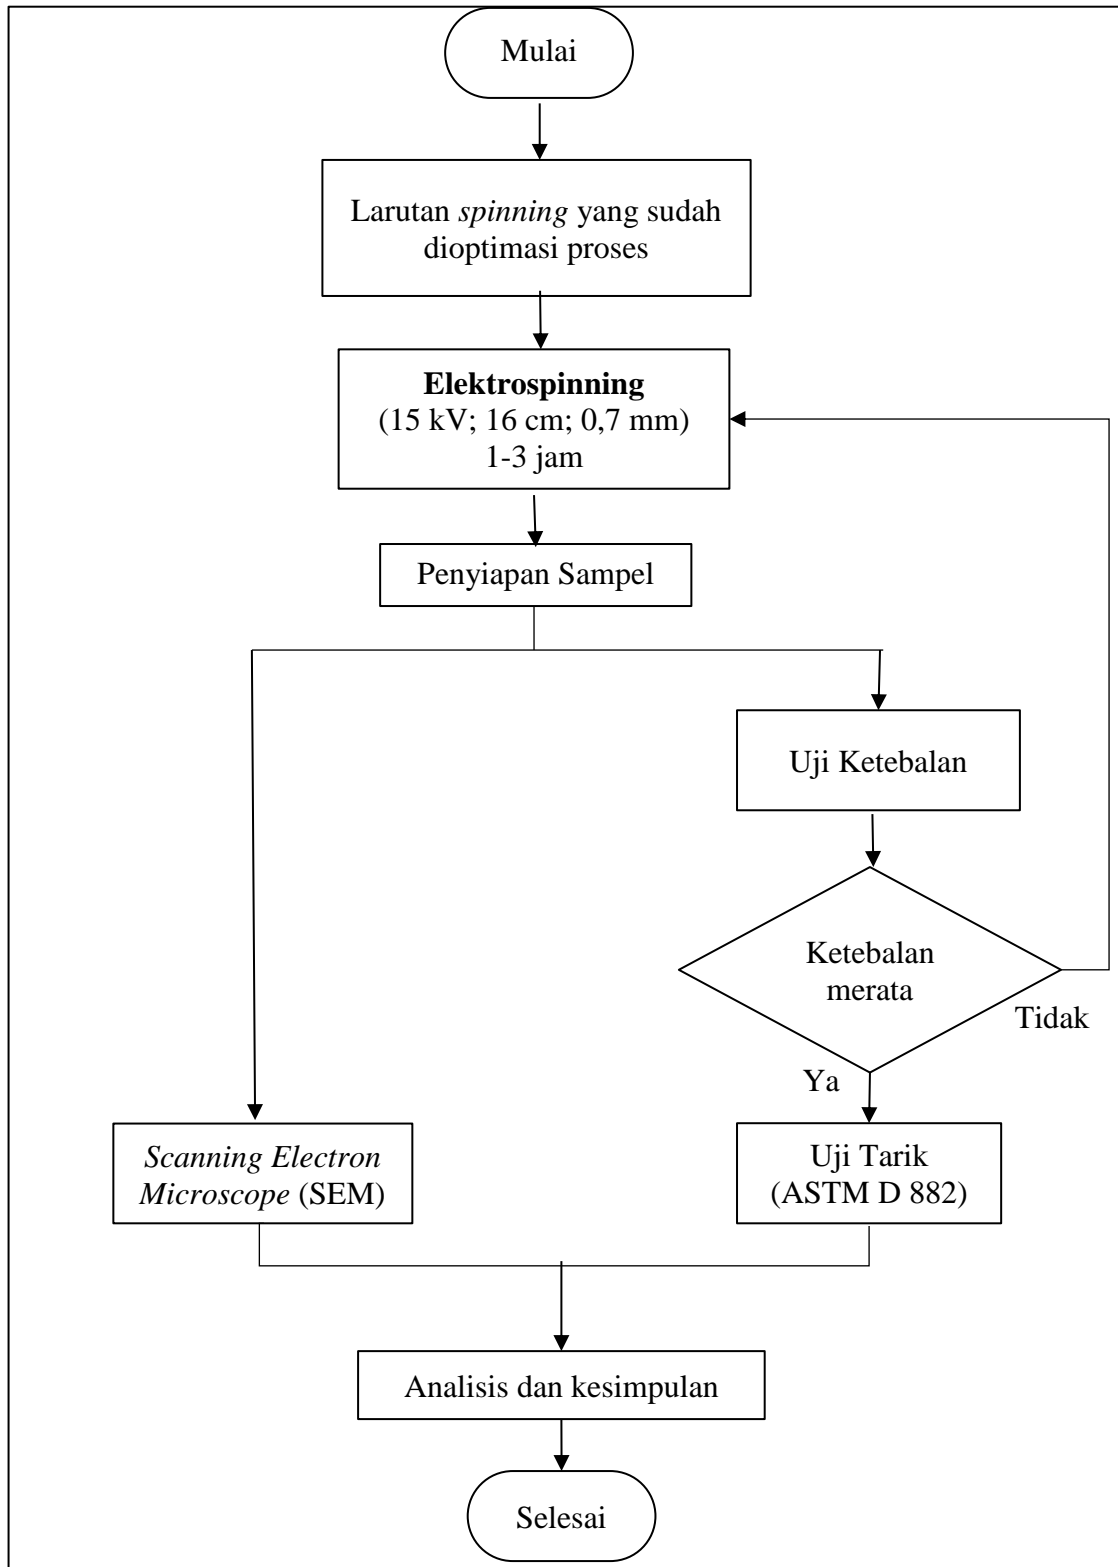 Mulai
Larutan spinning yang sudah
dioptimasi proses
Elektrospinning
(15 kV; 16 cm; 0,7 mm)
1-3 jam
Penyiapan Sampel
Uji Ketebalan
Ketebalan
merata
Tidak
Ya
Scanning Electron
Microscope (SEM)
Uji Tarik
(ASTM D 882)
Analisis dan kesimpulan
Selesai